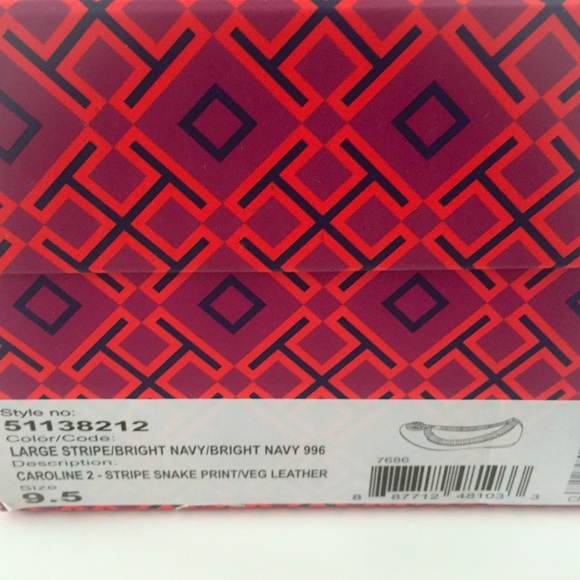 Style no:
51138212
Color/Code:
LARGE STRIPE/BRIGHT NAVY/BRIGHT NAVY 996
Description:
CAROLINE 2 - STRIPE SNAKE PRINT/VEG LEATHER
Size
9.5
7686
8 87712 48103 3